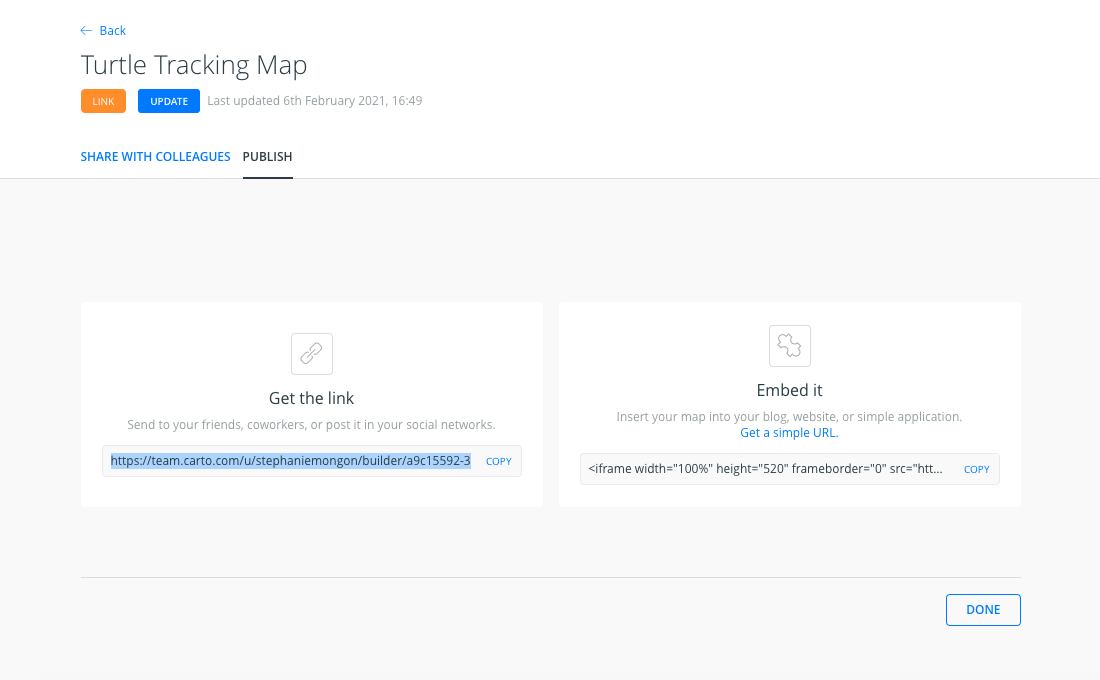 ← Back
Turtle Tracking Map
LINK UPDATE Last updated 6th February 2021, 16:49
SHARE WITH COLLEAGUES PUBLISH
Get the link
Send to your friends, coworkers, or post it in your social networks.
https://team.carto.com/u/stephaniemongon/builder/a9c15592-3 COPY
Embed it
Insert your map into your blog, website, or simple application.
Get a simple URL.
<iframe width="100%" height="520" frameborder="0" src="htt... COPY
DONE